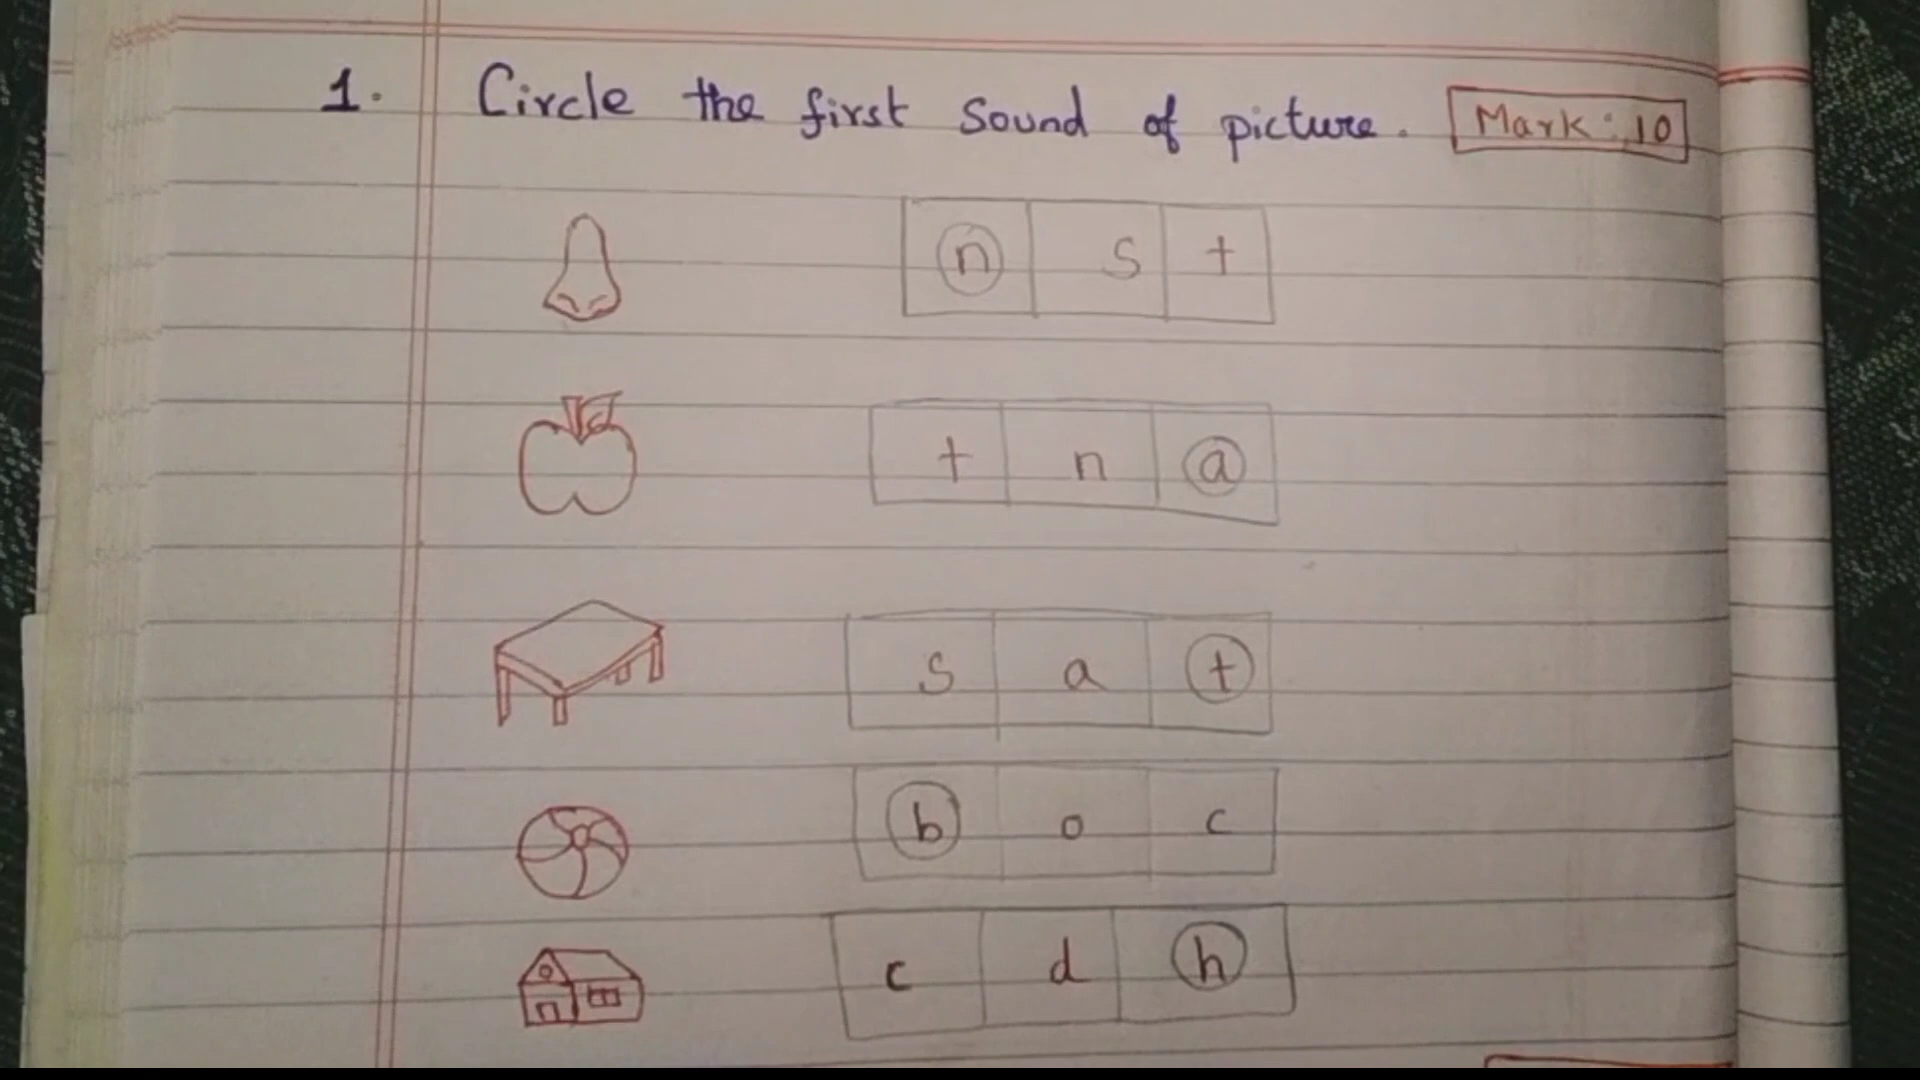 1. Circle the first Sound of picture. Mark: 10
n s t
t n a
s a t
b o c
c d h